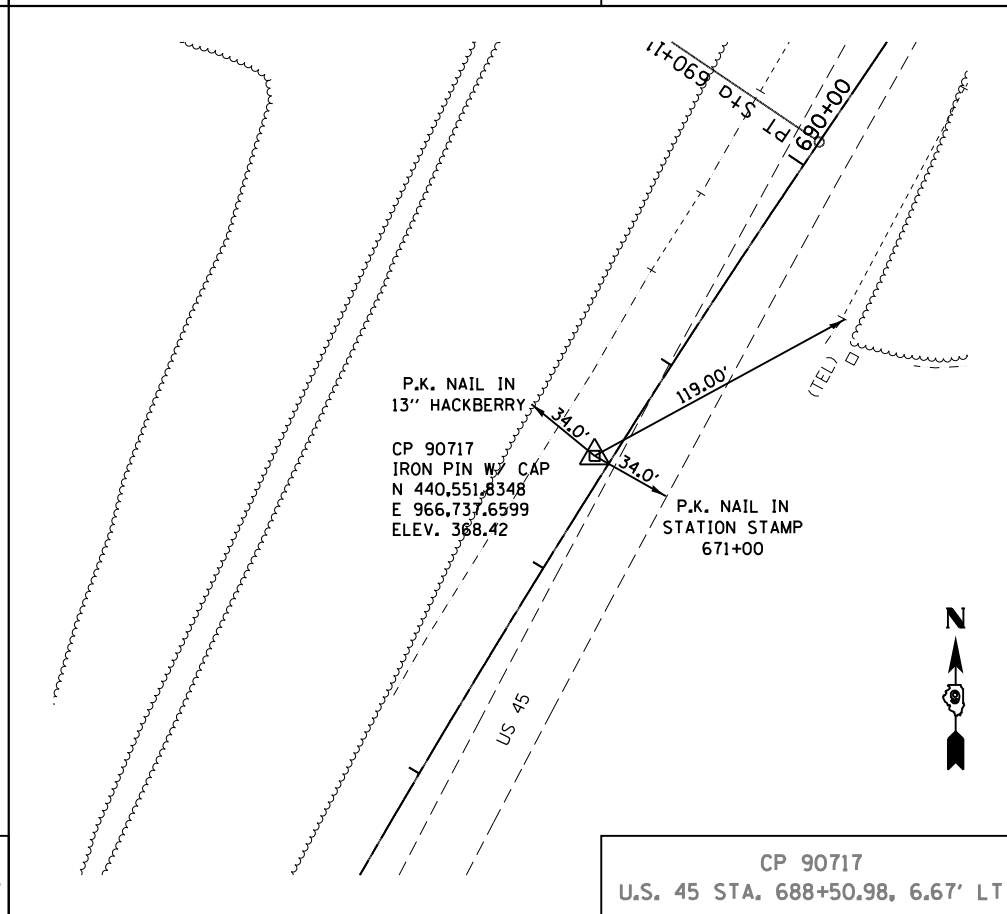 PT Sta 690+11
690+00
119.00'
(TEL)
P.K. NAIL IN
13'' HACKBERRY
34.0'
CP 90717
IRON PIN W/ CAP
N 440,551.8348
E 966,737.6599
ELEV. 368.42
34.0'
P.K. NAIL IN
STATION STAMP
671+00
US 45
N
9
CP 90717
U.S. 45 STA. 688+50.98, 6.67' LT